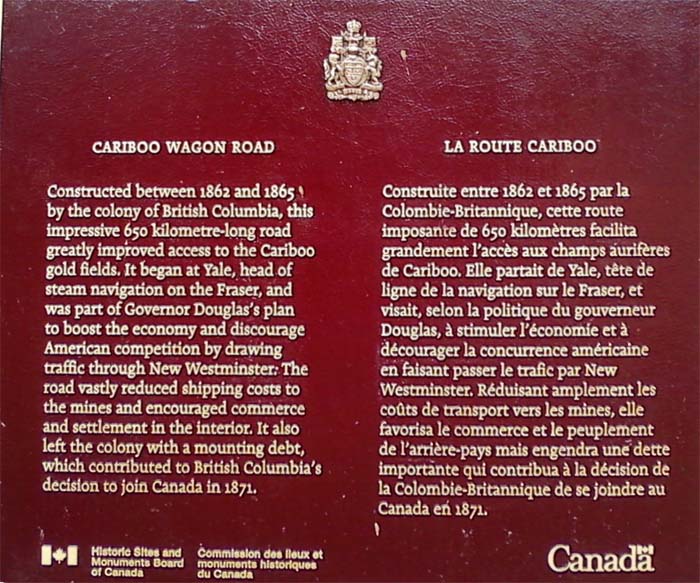 CARIBOO WAGON ROAD
Constructed between 1862 and 1865
by the colony of British Columbia, this
impressive 650 kilometre-long road
greatly improved access to the Cariboo
gold fields. It began at Yale, head of
steam navigation on the Fraser, and
was part of Governor Douglas's plan
to boost the economy and discourage
American competition by drawing
traffic through New Westminster. The
road vastly reduced shipping costs to
the mines and encouraged commerce
and settlement in the interior. It also
left the colony with a mounting debt,
which contributed to British Columbia's
decision to join Canada in 1871.
LA ROUTE CARIBOO
Construite entre 1862 et 1865 par la
Colombie-Britannique, cette route
imposante de 650 kilomètres facilita
grandement l'accès aux champs aurifères
de Cariboo. Elle partait de Yale, tête de
ligne de la navigation sur le Fraser, et
visait, selon la politique du gouverneur
Douglas, à stimuler l'économie et à
décourager la concurrence américaine
en faisant passer le trafic par New
Westminster. Réduisant amplement les
coûts de transport vers les mines, elle
favorisa le commerce et le peuplement
de l'arrière-pays mais engendra une dette
importante qui contribua à la décision de
la Colombie-Britannique de se joindre au
Canada en 1871.
Historic Sites and
Monuments Board
of Canada
Commission des lieux et
monuments historiques
du Canada
Canada